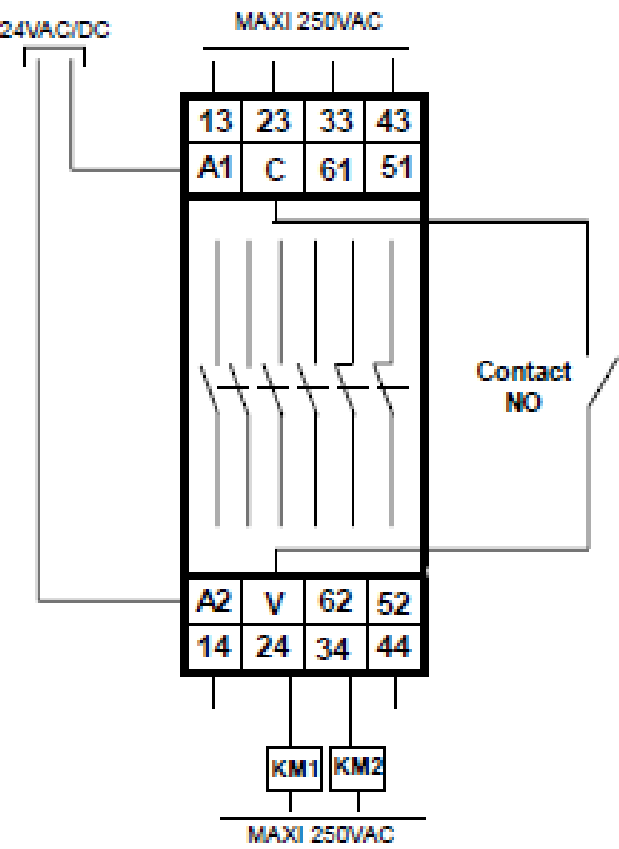 24VAC/DC
MAXI 250VAC
13 23 33 43
A1 C 61 51
Contact
NO
A2 V 62 52
14 24 34 44
KM1 KM2
MAXI 250VAC